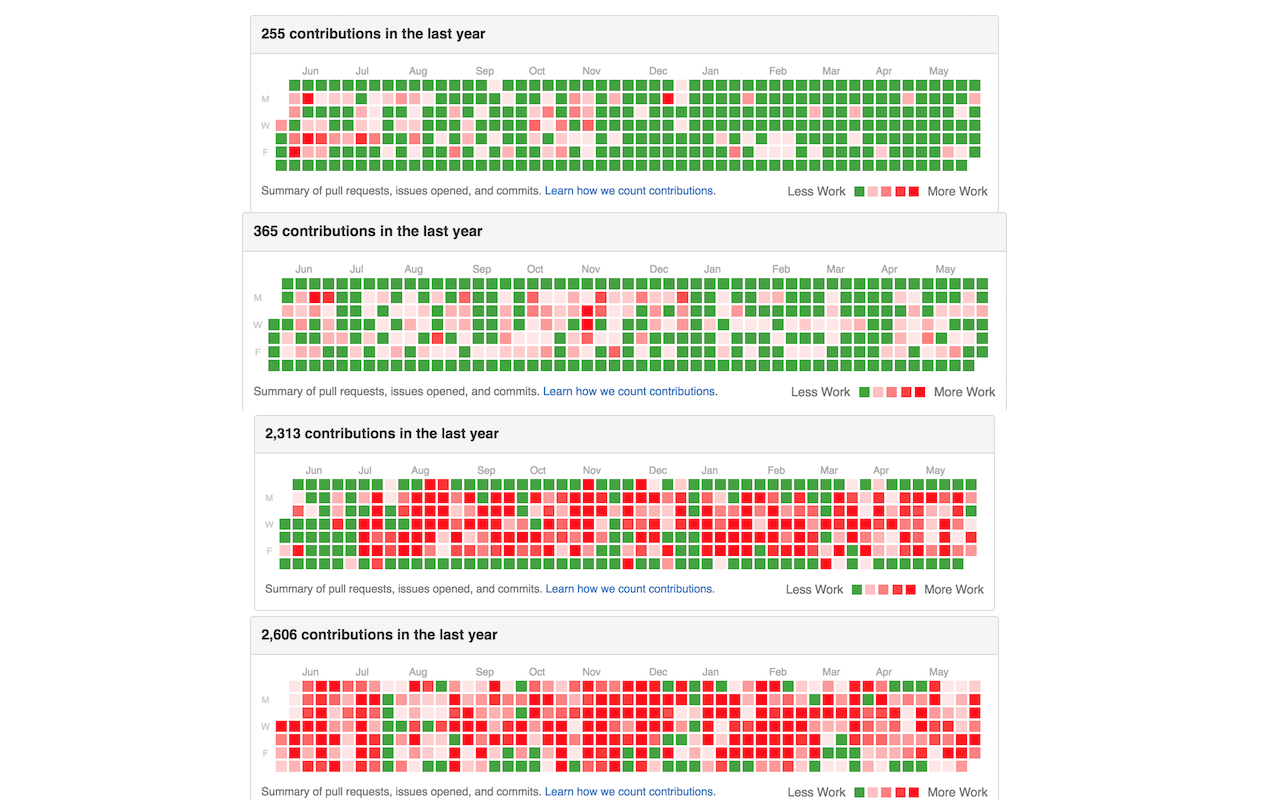 255 contributions in the last year
Jun Jul Aug Sep Oct Nov Dec Jan Feb Mar Apr May
M
W
F
Summary of pull requests, issues opened, and commits. Learn how we count contributions. Less Work More Work
365 contributions in the last year
Jun Jul Aug Sep Oct Nov Dec Jan Feb Mar Apr May
M
W
F
Summary of pull requests, issues opened, and commits. Learn how we count contributions. Less Work More Work
2,313 contributions in the last year
Jun Jul Aug Sep Oct Nov Dec Jan Feb Mar Apr May
M
W
F
Summary of pull requests, issues opened, and commits. Learn how we count contributions. Less Work More Work
2,606 contributions in the last year
Jun Jul Aug Sep Oct Nov Dec Jan Feb Mar Apr May
M
W
F
Summary of pull requests, issues opened, and commits. Learn how we count contributions. Less Work More Work